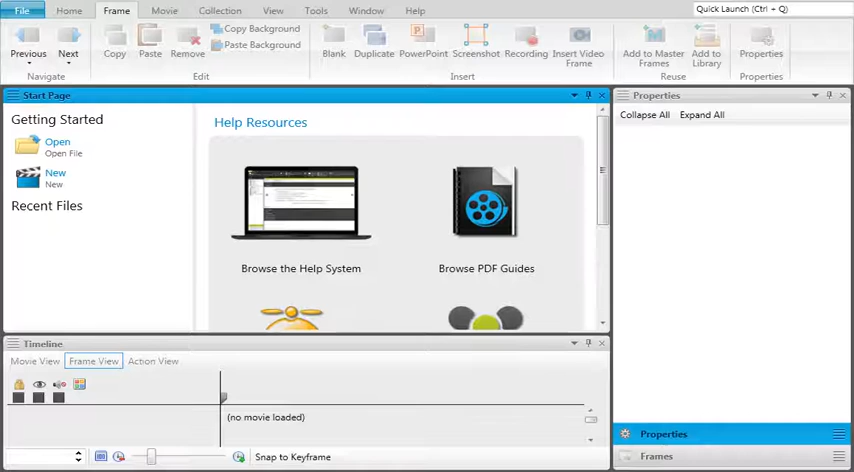 File Home Frame Movie Collection View Tools Window Help Quick Launch (Ctrl + Q)
Previous Next Copy Paste Remove Copy Background Paste Background Blank Duplicate PowerPoint Screenshot Recording Insert Video Frame Add to Master Frames Add to Library Properties
Navigate Edit Insert Reuse Properties
Start Page
Getting Started
Open
Open File
New
New
Recent Files
Help Resources
Browse the Help System
Browse PDF Guides
Properties
Collapse All Expand All
Timeline
Movie View Frame View Action View
(no movie loaded)
Snap to Keyframe
Properties
Frames